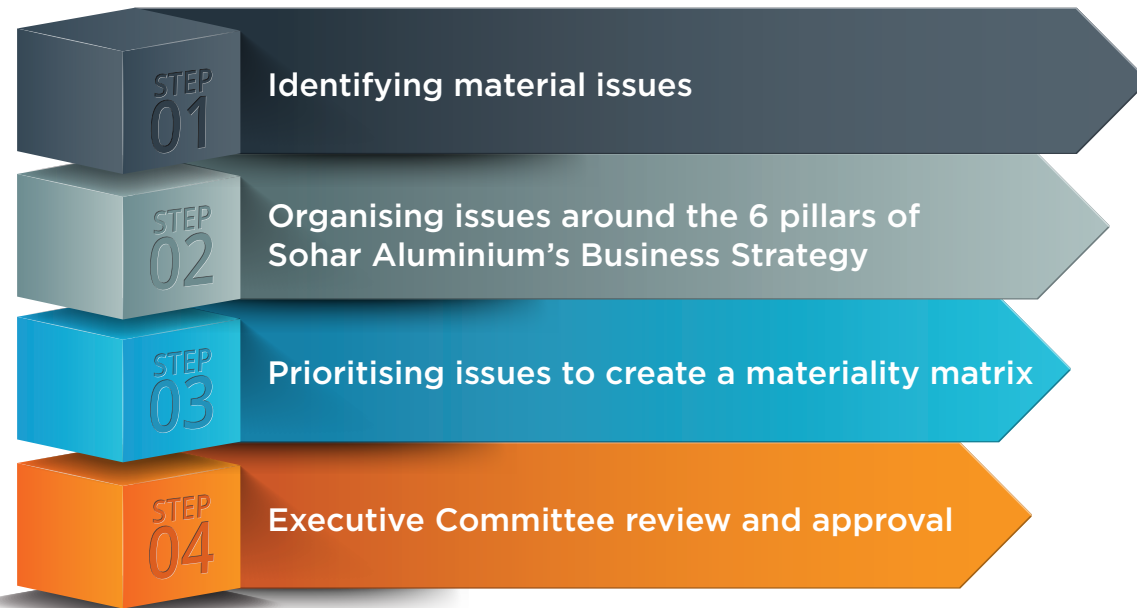 STEP
01
Identifying material issues
STEP
02
Organising issues around the 6 pillars of
Sohar Aluminium’s Business Strategy
STEP
03
Prioritising issues to create a materiality matrix
STEP
04
Executive Committee review and approval